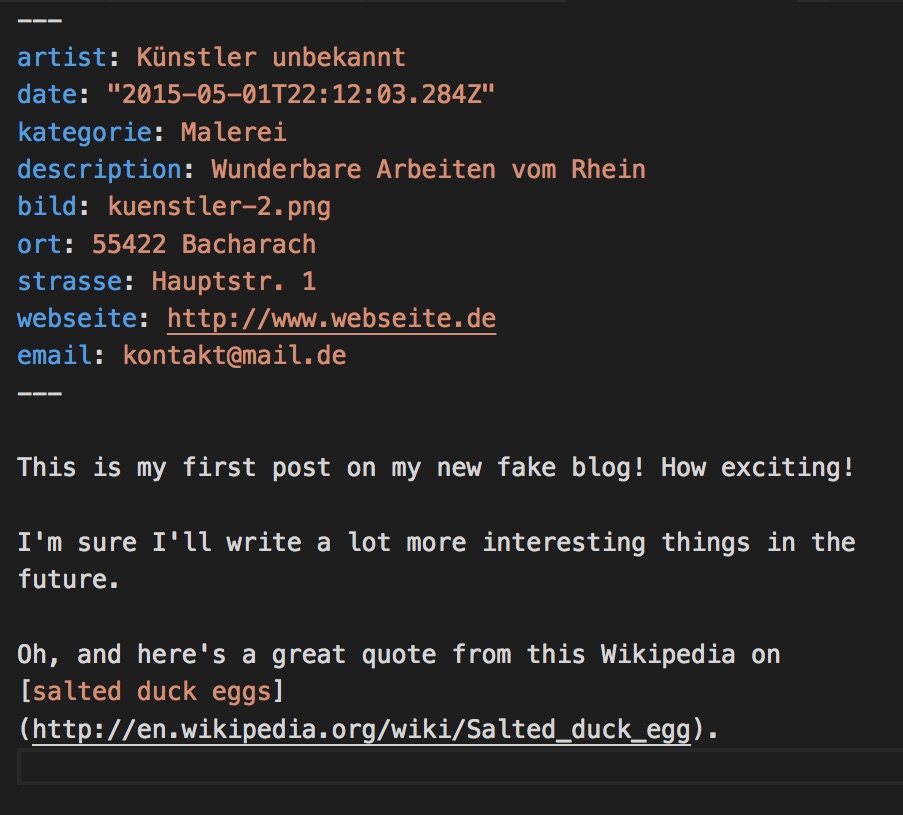 ---
artist: Künstler unbekannt
date: "2015-05-01T22:12:03.284Z"
kategorie: Malerei
description: Wunderbare Arbeiten vom Rhein
bild: kuenstler-2.png
ort: 55422 Bacharach
strasse: Hauptstr. 1
webseite: http://www.webseite.de
email: kontakt@mail.de
---
This is my first post on my new fake blog! How exciting!
I'm sure I'll write a lot more interesting things in the
future.
Oh, and here's a great quote from this Wikipedia on
[salted duck eggs]
(http://en.wikipedia.org/wiki/Salted_duck_egg).